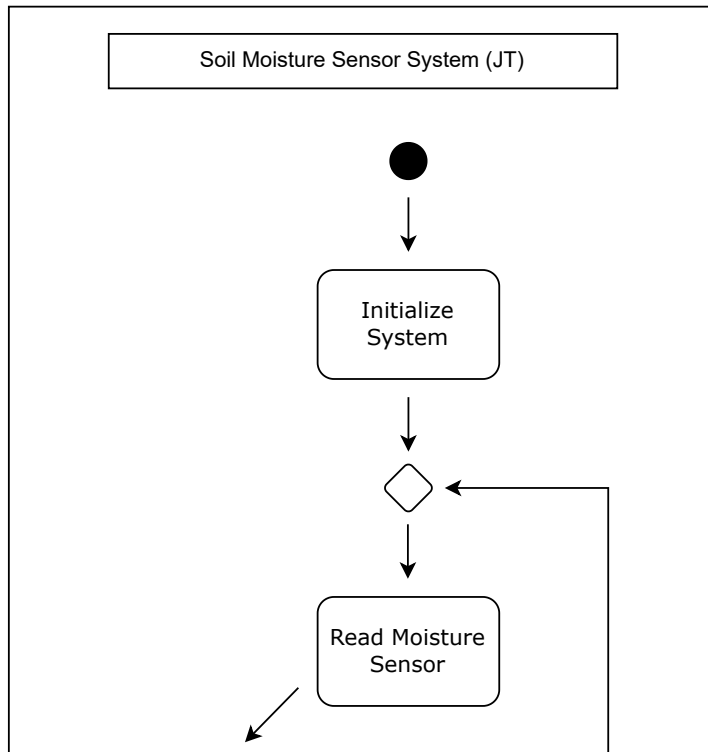 Soil Moisture Sensor System (JT)
Initialize
System
Read Moisture
Sensor